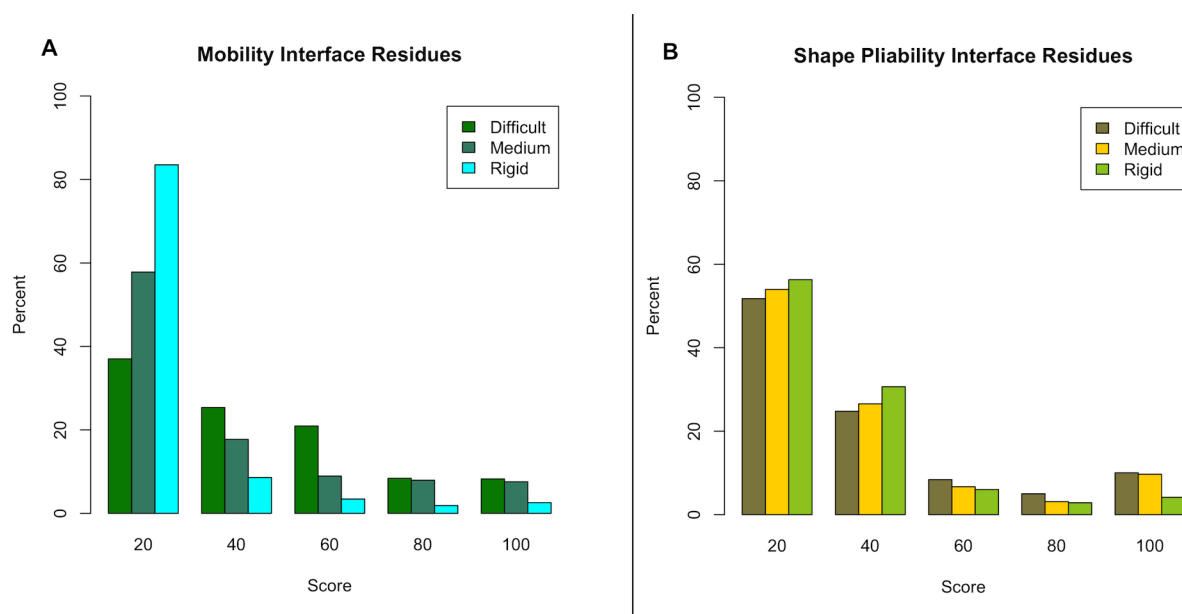 A
Mobility Interface Residues
Percent
0
20
40
60
80
100
Difficult
Medium
Rigid
20
40
60
80
100
Score
B
Shape Pliability Interface Residues
Percent
0
20
40
60
80
100
Difficult
Medium
Rigid
20
40
60
80
100
Score